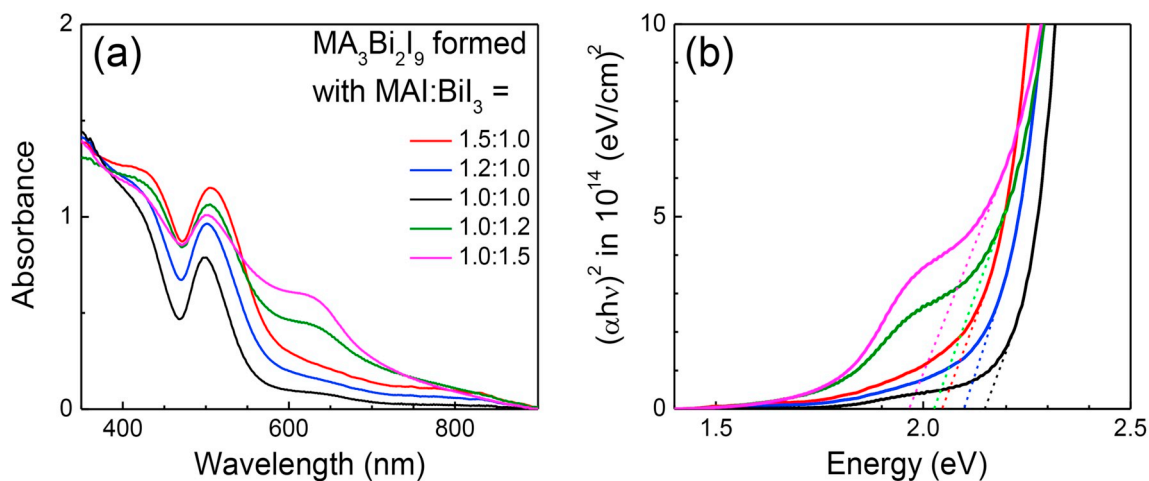 (a)
MA₃Bi₂I₉ formed
with MAI:BiI₃ =
1.5:1.0
1.2:1.0
1.0:1.0
1.0:1.2
1.0:1.5
2
1
0
Absorbance
400 600 800
Wavelength (nm)
(b)
10
5
0
(αhν)² in 10¹⁴ (eV/cm)²
1.5 2.0 2.5
Energy (eV)